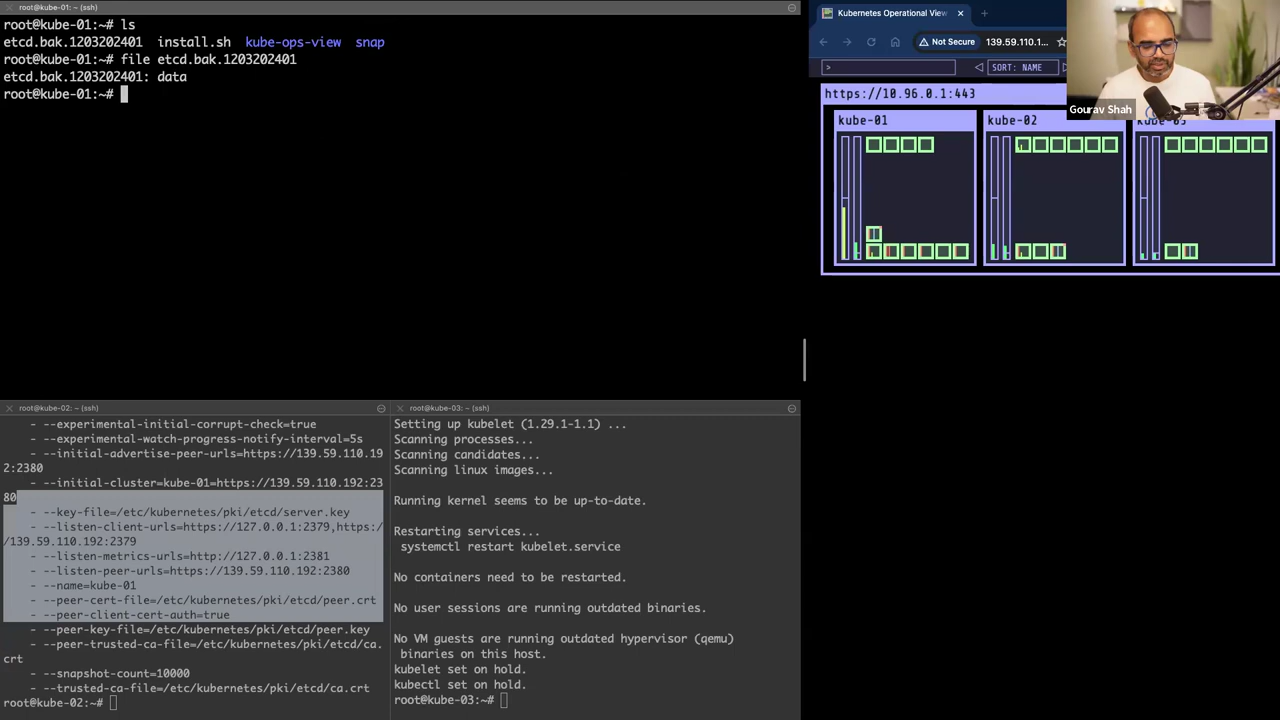 root@kube-01: ~ (ssh)
root@kube-01:~# ls
etcd.bak.1203202401  install.sh  kube-ops-view  snap
root@kube-01:~# file etcd.bak.1203202401
etcd.bak.1203202401: data
root@kube-01:~#
root@kube-02: ~ (ssh)
- --experimental-initial-corrupt-check=true
- --experimental-watch-progress-notify-interval=5s
- --initial-advertise-peer-urls=https://139.59.110.19
2:2380
- --initial-cluster=kube-01=https://139.59.110.192:23
80
- --key-file=/etc/kubernetes/pki/etcd/server.key
- --listen-client-urls=https://127.0.0.1:2379,https:/
/139.59.110.192:2379
- --listen-metrics-urls=http://127.0.0.1:2381
- --listen-peer-urls=https://139.59.110.192:2380
- --name=kube-01
- --peer-cert-file=/etc/kubernetes/pki/etcd/peer.crt
- --peer-client-cert-auth=true
- --peer-key-file=/etc/kubernetes/pki/etcd/peer.key
- --peer-trusted-ca-file=/etc/kubernetes/pki/etcd/ca.
crt
- --snapshot-count=10000
- --trusted-ca-file=/etc/kubernetes/pki/etcd/ca.crt
root@kube-02:~#
root@kube-03: ~ (ssh)
Setting up kubelet (1.29.1-1.1) ...
Scanning processes...
Scanning candidates...
Scanning linux images...
Running kernel seems to be up-to-date.
Restarting services...
systemctl restart kubelet.service
No containers need to be restarted.
No user sessions are running outdated binaries.
No VM guests are running outdated hypervisor (qemu)
binaries on this host.
kubelet set on hold.
kubectl set on hold.
root@kube-03:~#
Kubernetes Operational View
Not Secure 139.59.110.1...
> SORT: NAME
https://10.96.0.1:443
Gourav Shah
kube-01
kube-02